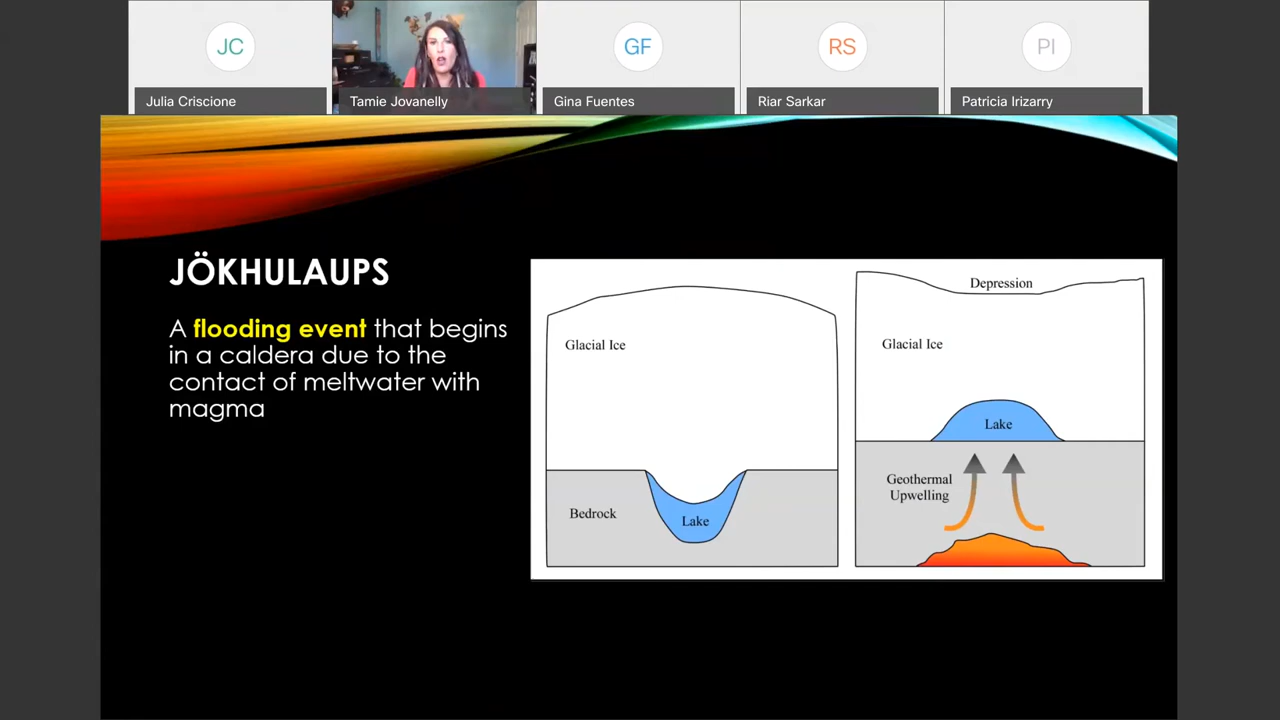 JC
GF
RS
PI
Julia Criscione
Tamie Jovanelly
Gina Fuentes
Riar Sarkar
Patricia Irizarry
JÖKHULAUPS
A flooding event that begins
in a caldera due to the
contact of meltwater with
magma
Glacial Ice
Bedrock
Lake
Depression
Glacial Ice
Lake
Geothermal
Upwelling